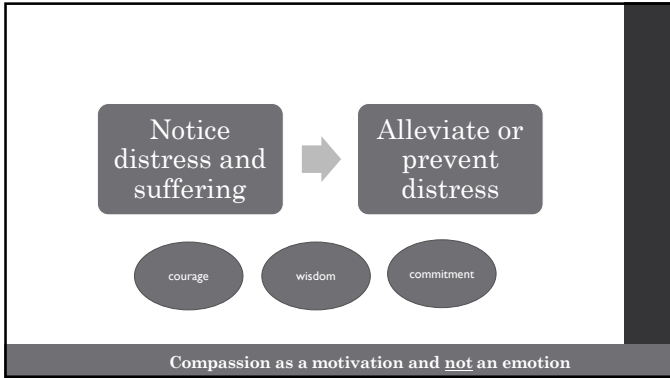 Notice
distress and
suffering
Alleviate or
prevent
distress
courage
wisdom
commitment
Compassion as a motivation and not an emotion